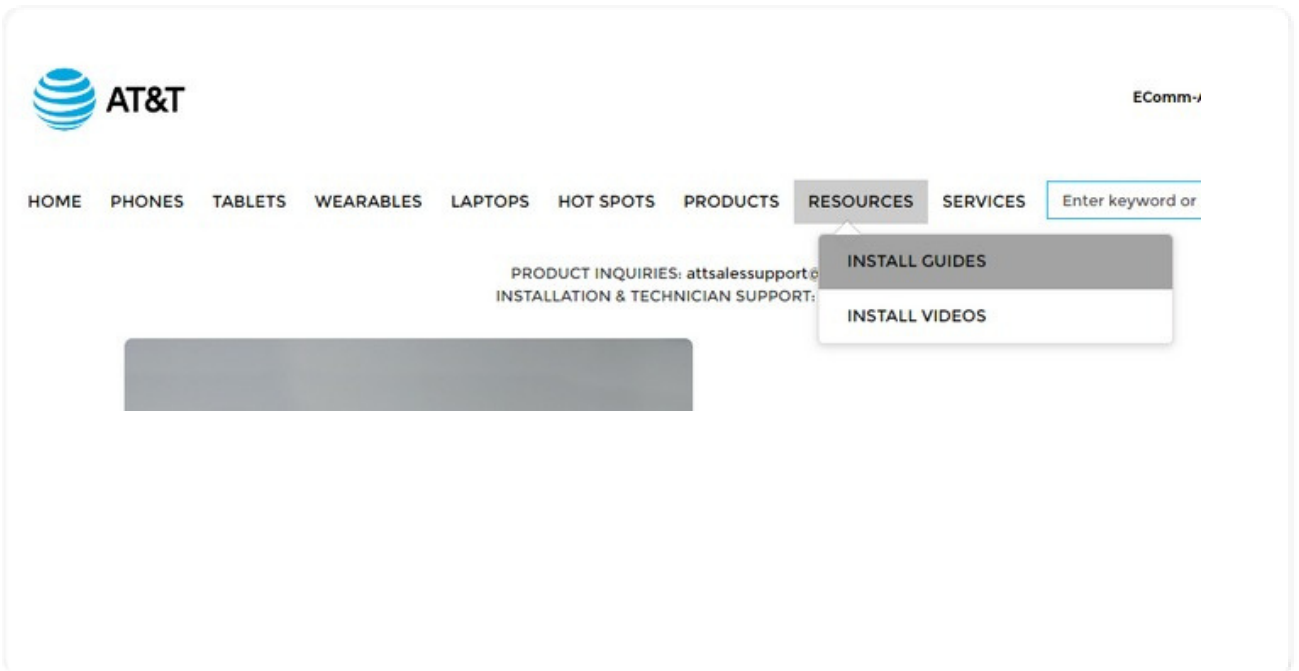 AT&T
EComm-
HOME PHONES TABLETS WEARABLES LAPTOPS HOT SPOTS PRODUCTS RESOURCES SERVICES Enter keyword or
INSTALL GUIDES
PRODUCT INQUIRIES: attsalessupport@
INSTALLATION & TECHNICIAN SUPPORT:
INSTALL VIDEOS